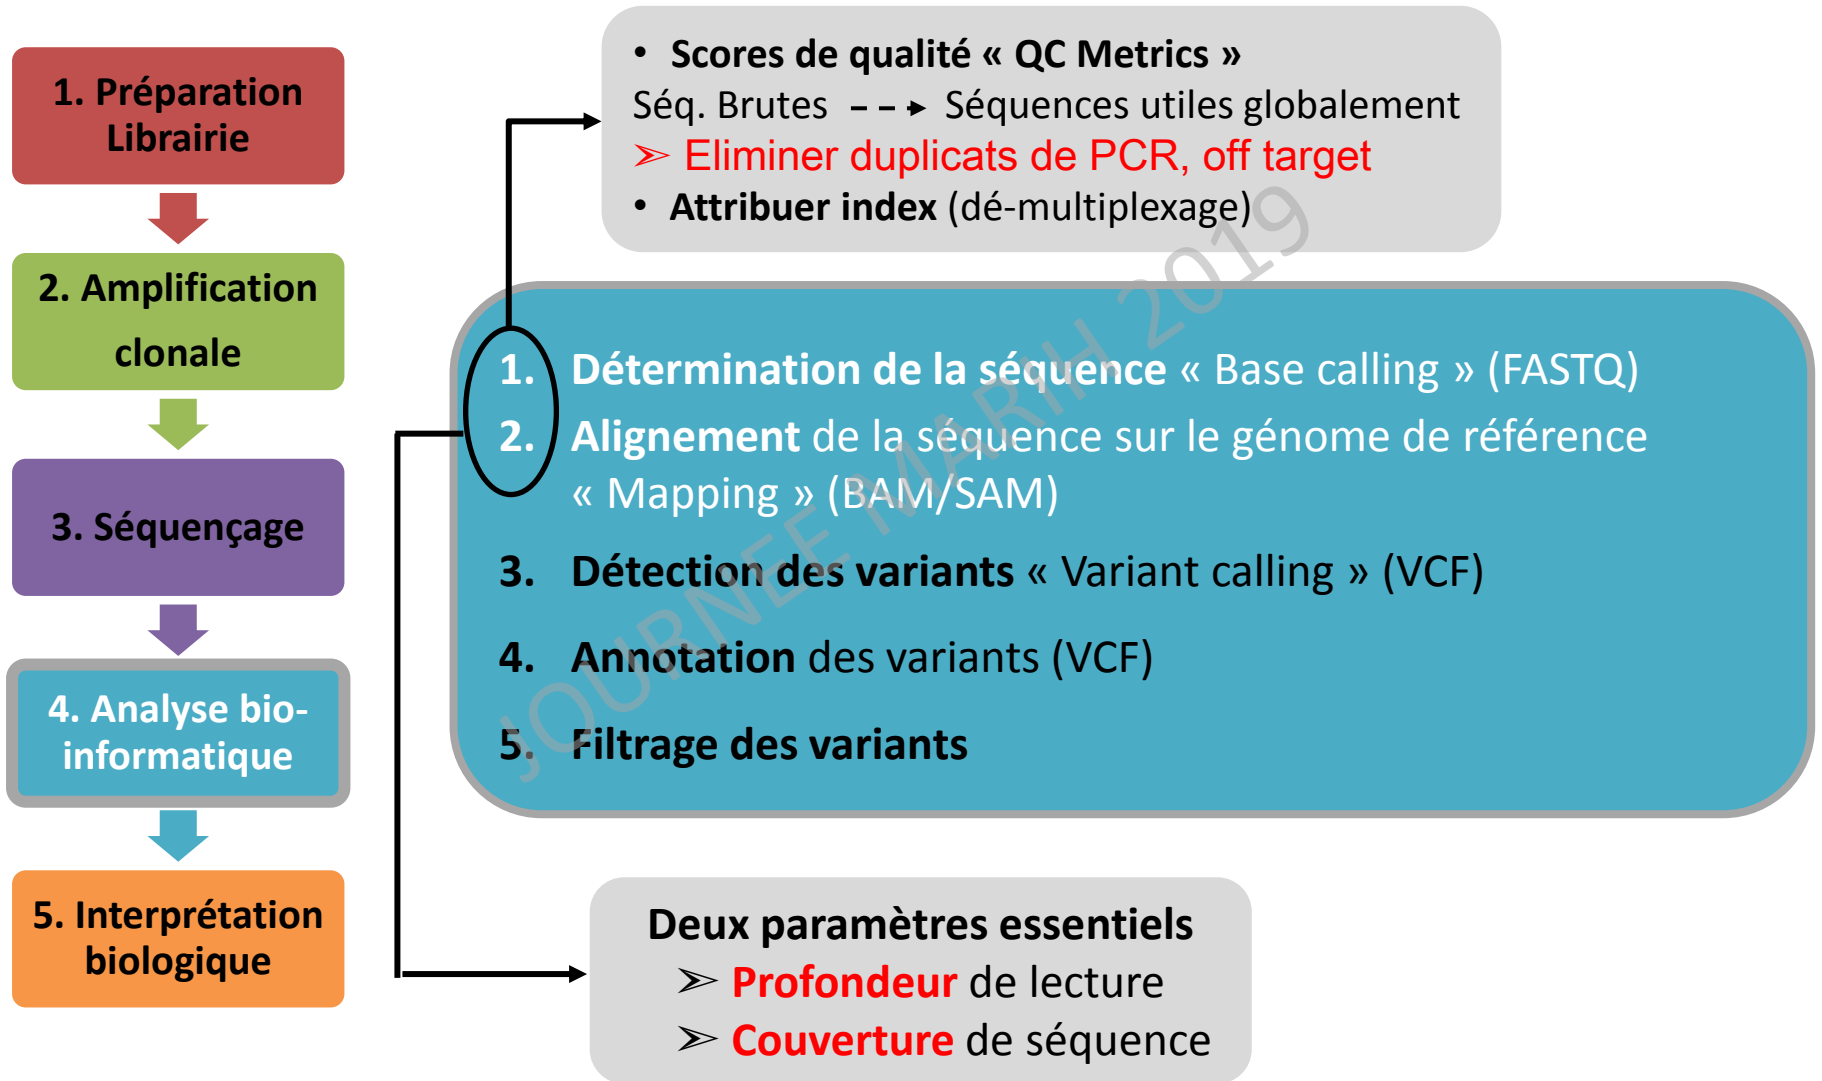 1. Préparation
Librairie
2. Amplification
clonale
3. Séquençage
4. Analyse bio-
informatique
5. Interprétation
biologique
• Scores de qualité « QC Metrics »
Séq. Brutes Séquences utiles globalement
➢ Eliminer duplicats de PCR, off target
• Attribuer index (dé-multiplexage)
1. Détermination de la séquence « Base calling » (FASTQ)
2. Alignement de la séquence sur le génome de référence
« Mapping » (BAM/SAM)
3. Détection des variants « Variant calling » (VCF)
4. Annotation des variants (VCF)
5. Filtrage des variants
Deux paramètres essentiels
➢ Profondeur de lecture
➢ Couverture de séquence
JOURNEE MARIH 2019